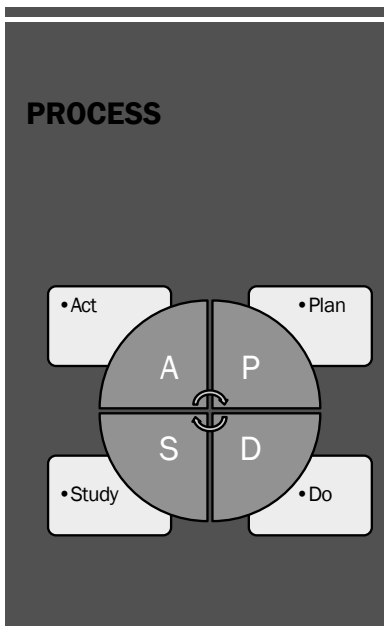 PROCESS
•Act
•Plan
A P
S D
•Study
•Do